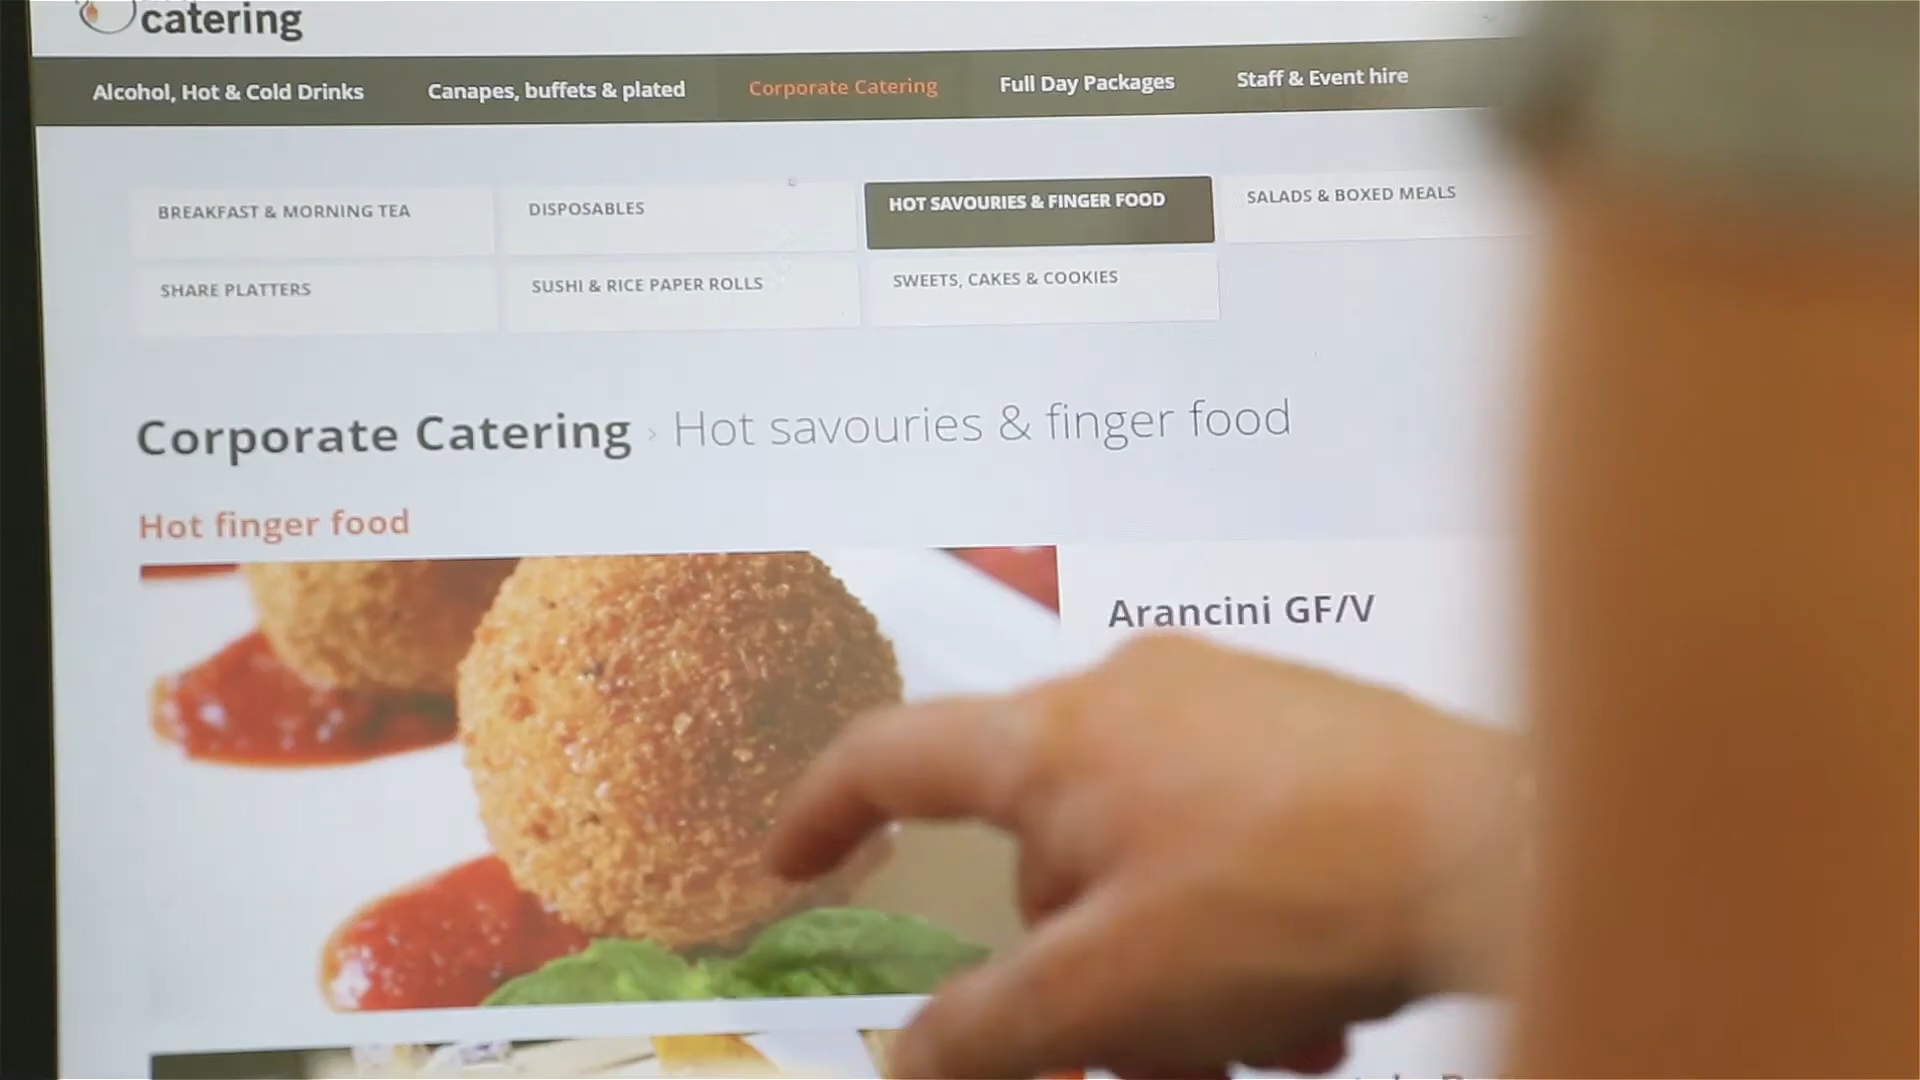 catering
Alcohol, Hot & Cold Drinks
Canapes, buffets & plated
Corporate Catering
Full Day Packages
Staff & Event hire
BREAKFAST & MORNING TEA
DISPOSABLES
HOT SAVOURIES & FINGER FOOD
SALADS & BOXED MEALS
SHARE PLATTERS
SUSHI & RICE PAPER ROLLS
SWEETS, CAKES & COOKIES
Corporate Catering › Hot savouries & finger food
Hot finger food
Arancini GF/V